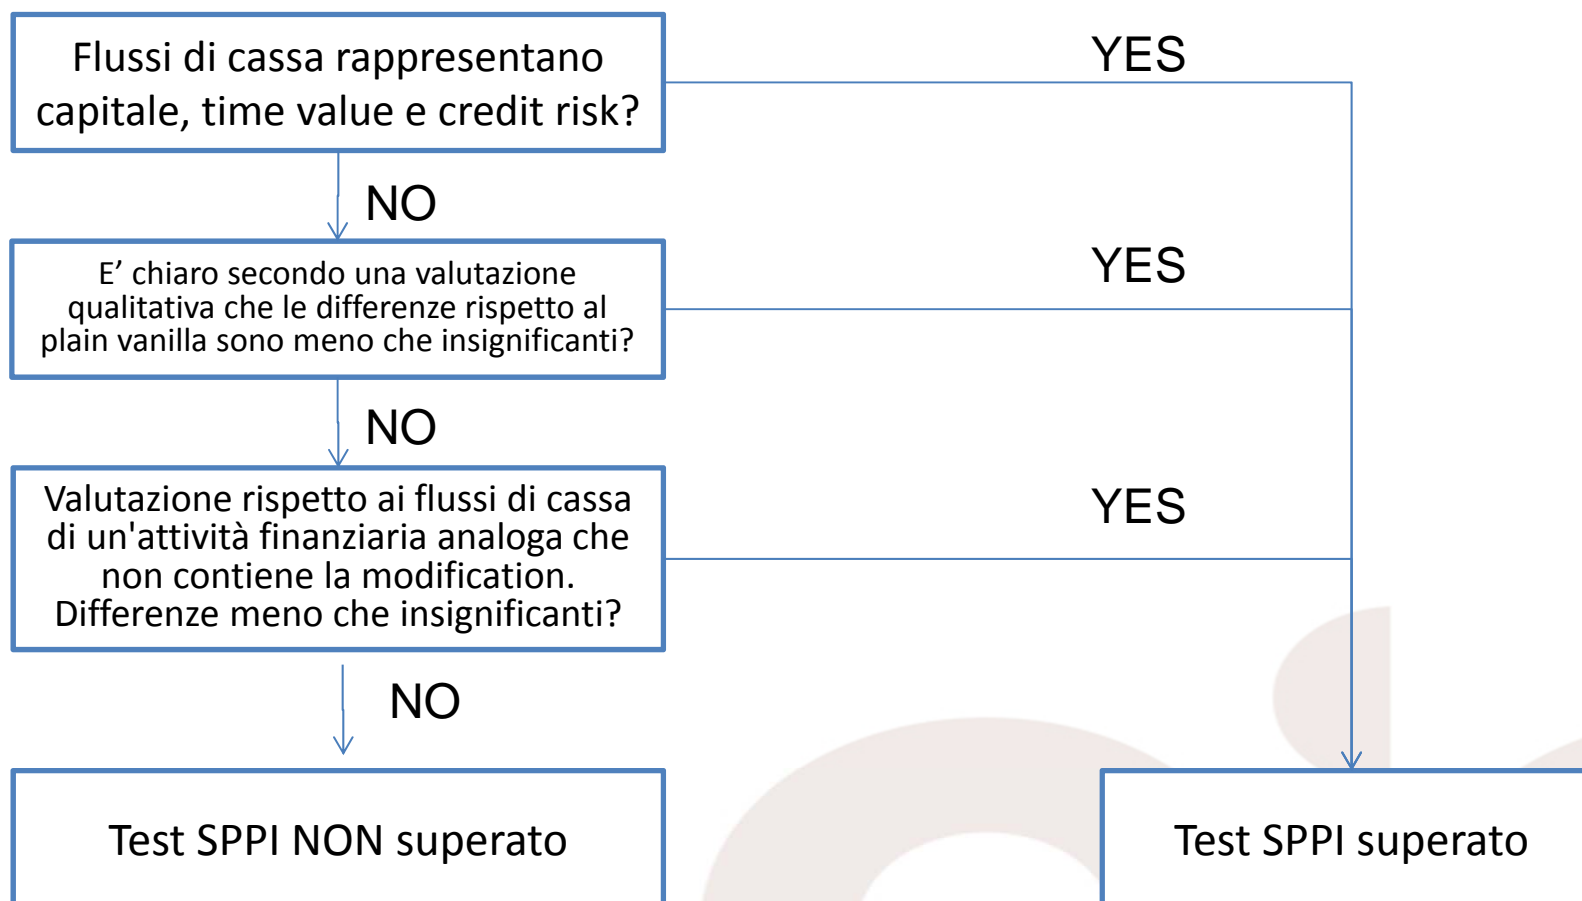 Flussi di cassa rappresentano
capitale, time value e credit risk?
YES
NO
E’ chiaro secondo una valutazione
qualitativa che le differenze rispetto al
plain vanilla sono meno che insignificanti?
YES
NO
Valutazione rispetto ai flussi di cassa
di un'attività finanziaria analoga che
non contiene la modification.
Differenze meno che insignificanti?
YES
NO
Test SPPI NON superato
Test SPPI superato